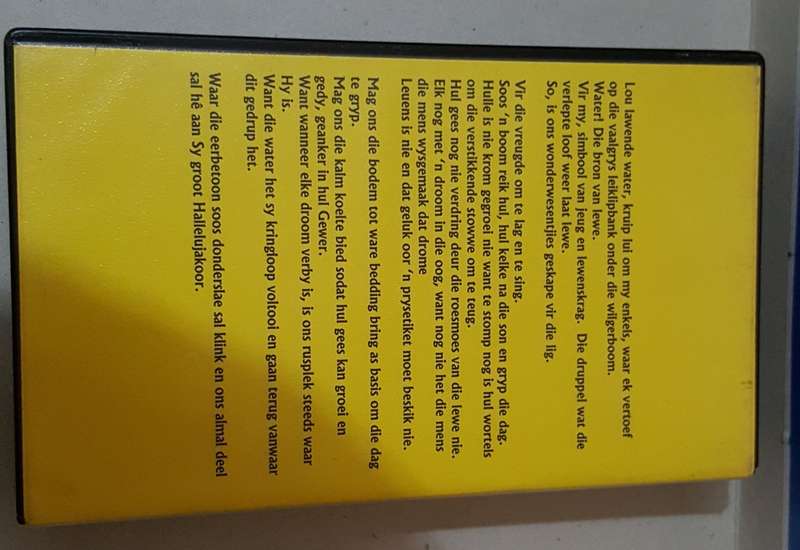 Lou lawende water, kruip lui om my enkels, waar ek vertoef
op die vaalgrys leiklipbank onder die wilgerboom.
Water! Die bron van lewe.
Vir my, simbool van jeug en lewenskrag. Die druppel wat die
verlepte loof weer laat lewe.
So, is ons wonderwesentjies geskape vir die lig.
Vir die vreugde om te lag en te sing.
Soos 'n boom reik hul, hul kelke na die son en gryp die dag.
Hulle is nie krom gegroei nie want te stomp nog is hul wortels
om die verstikkende stowwe om te teug.
Hul gees nog nie verdring deur die roesmoes van die lewe nie.
Elk nog met 'n droom in die oog, want nog nie het die mens
die mens wysgemaak dat drome
Leuens is nie en dat geluk oor 'n prysetiket moet beskik nie.
Mag ons die bodem tot ware bedding bring as basis om die dag
te gryp.
Mag ons die kalm koelte bied sodat hul gees kan groei en
gedy, geanker in hul Gewer.
Want wanneer elke droom verby is, is ons rusplek steeds waar
Hy is.
Want die water het sy kringloop voltooi en gaan terug vanwaar
dit gedrup het.
Waar die eerbetoon soos donderslae sal klink en ons almal deel
sal hê aan Sy groot Hallelujakoor.